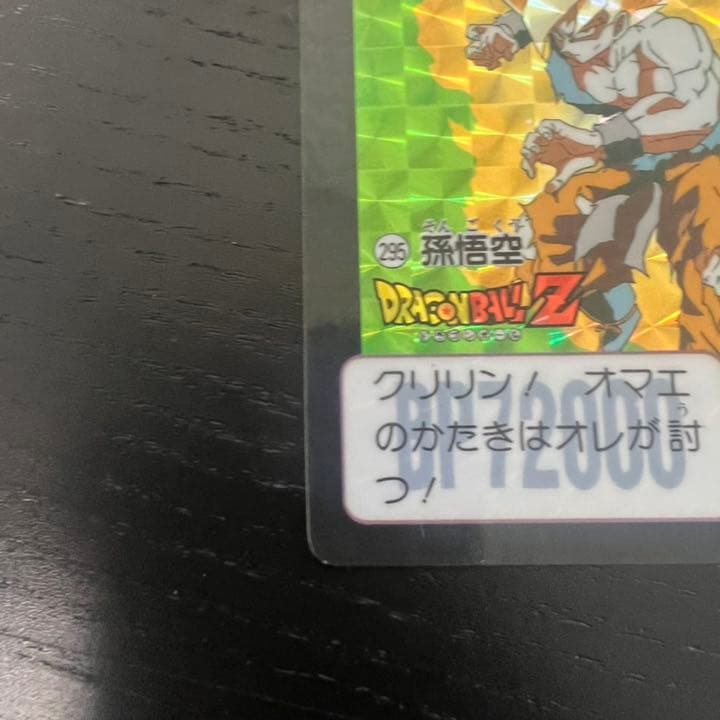 そんごくう
295 孫悟空
DRAGON BALL Z
クリリン! オマエ
のかたきはオレが討
う
つ!
BP72000